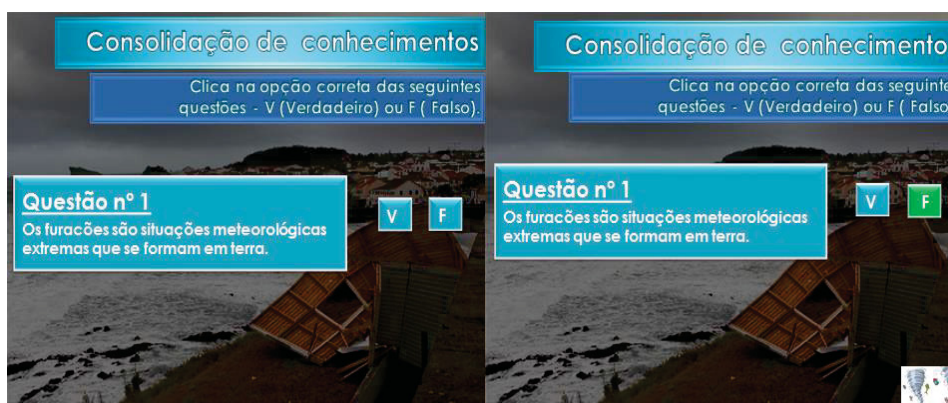 Consolidação de conhecimentos
Clica na opção correta das seguintes
questões - V (Verdadeiro) ou F ( Falso).
Questão nº 1
Os furacões são situações meteorológicas
extremas que se formam em terra.
V F
Consolidação de conhecimento
Clica na opção correta das seguinte
questões - V (Verdadeiro) ou F ( Falso
Questão nº 1
Os furacões são situações meteorológicas
extremas que se formam em terra.
V F